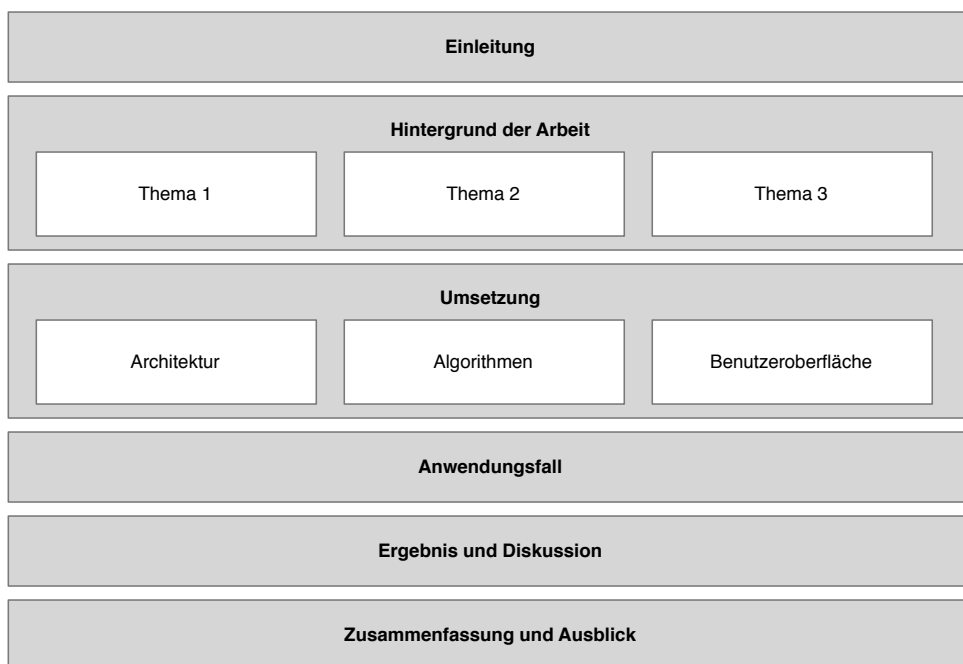 Einleitung
Hintergrund der Arbeit
Thema 1
Thema 2
Thema 3
Umsetzung
Architektur
Algorithmen
Benutzeroberfläche
Anwendungsfall
Ergebnis und Diskussion
Zusammenfassung und Ausblick